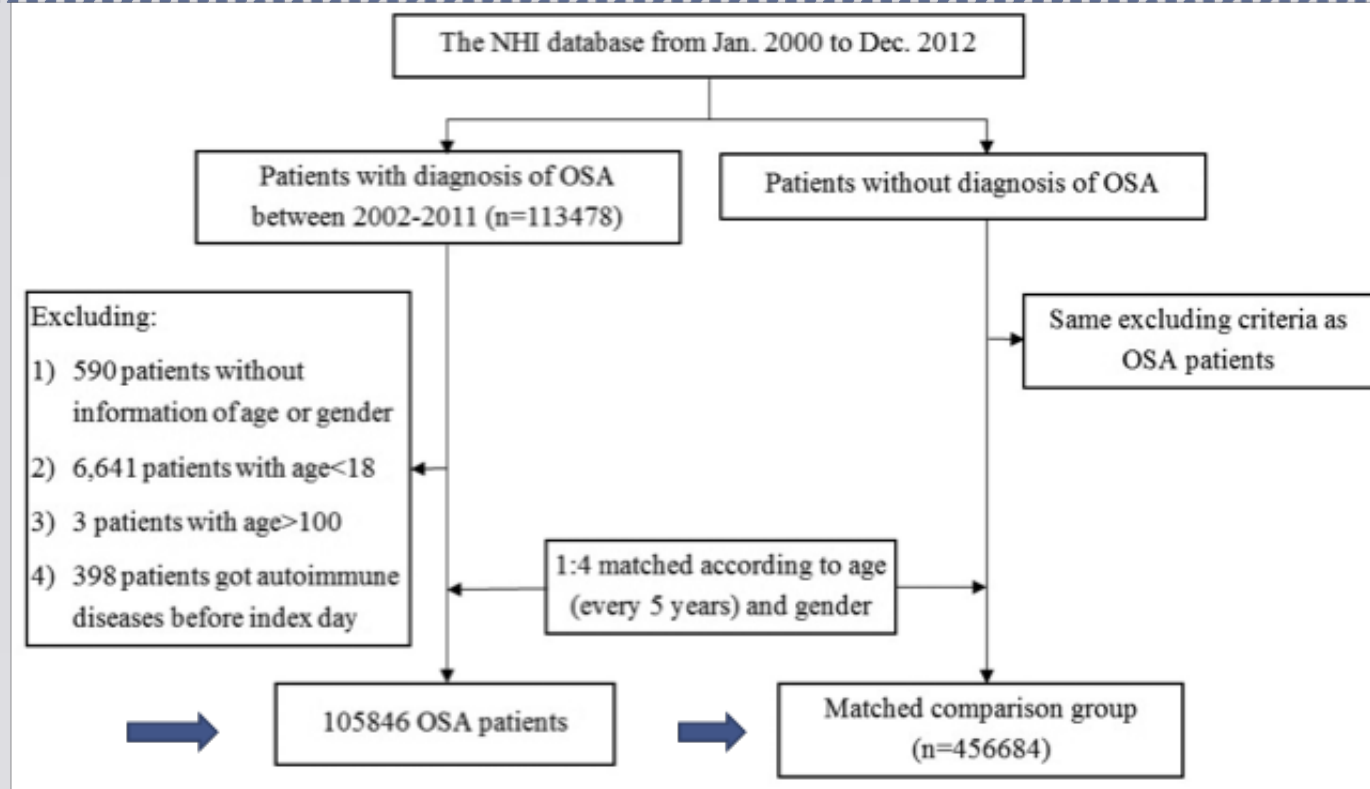 The NHI database from Jan. 2000 to Dec. 2012
Patients with diagnosis of OSA
between 2002-2011 (n=113478)
Patients without diagnosis of OSA
Excluding:
1) 590 patients without
information of age or gender
2) 6,641 patients with age<18
3) 3 patients with age>100
4) 398 patients got autoimmune
diseases before index day
Same excluding criteria as
OSA patients
1:4 matched according to age
(every 5 years) and gender
105846 OSA patients
Matched comparison group
(n=456684)